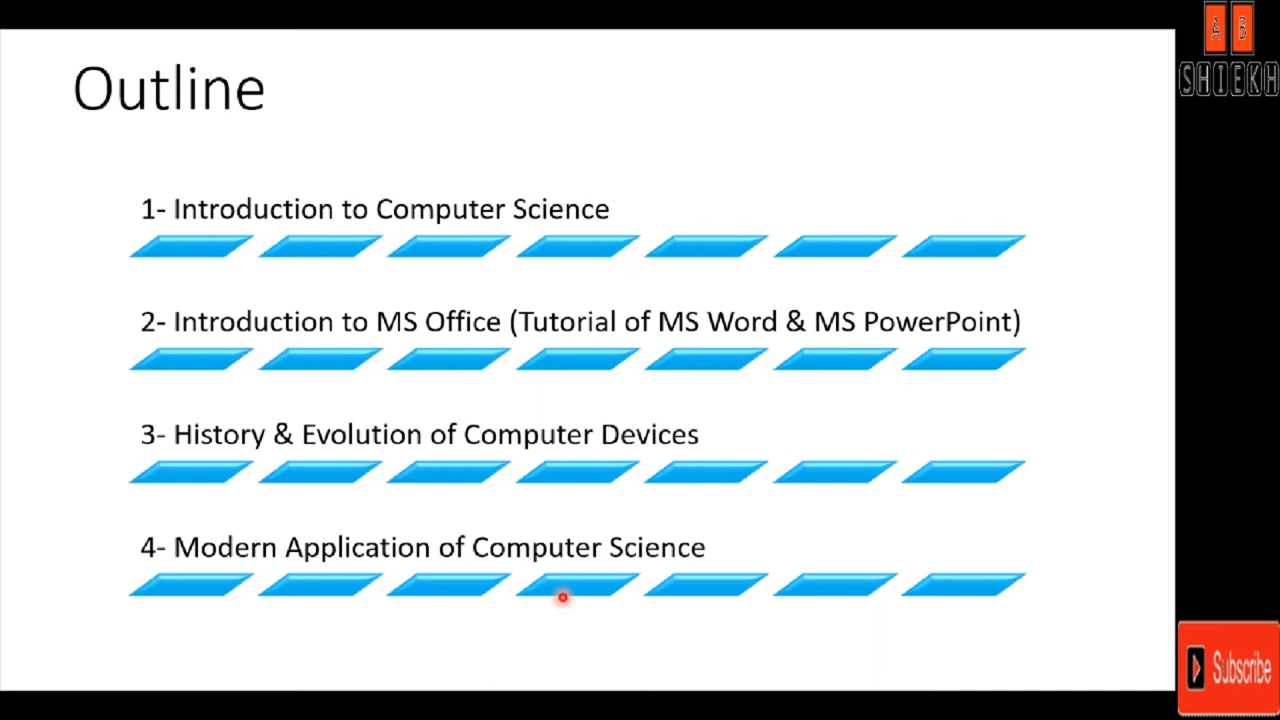 A B
SHIEKH
Outline
1- Introduction to Computer Science
2- Introduction to MS Office (Tutorial of MS Word & MS PowerPoint)
3- History & Evolution of Computer Devices
4- Modern Application of Computer Science
Subscribe